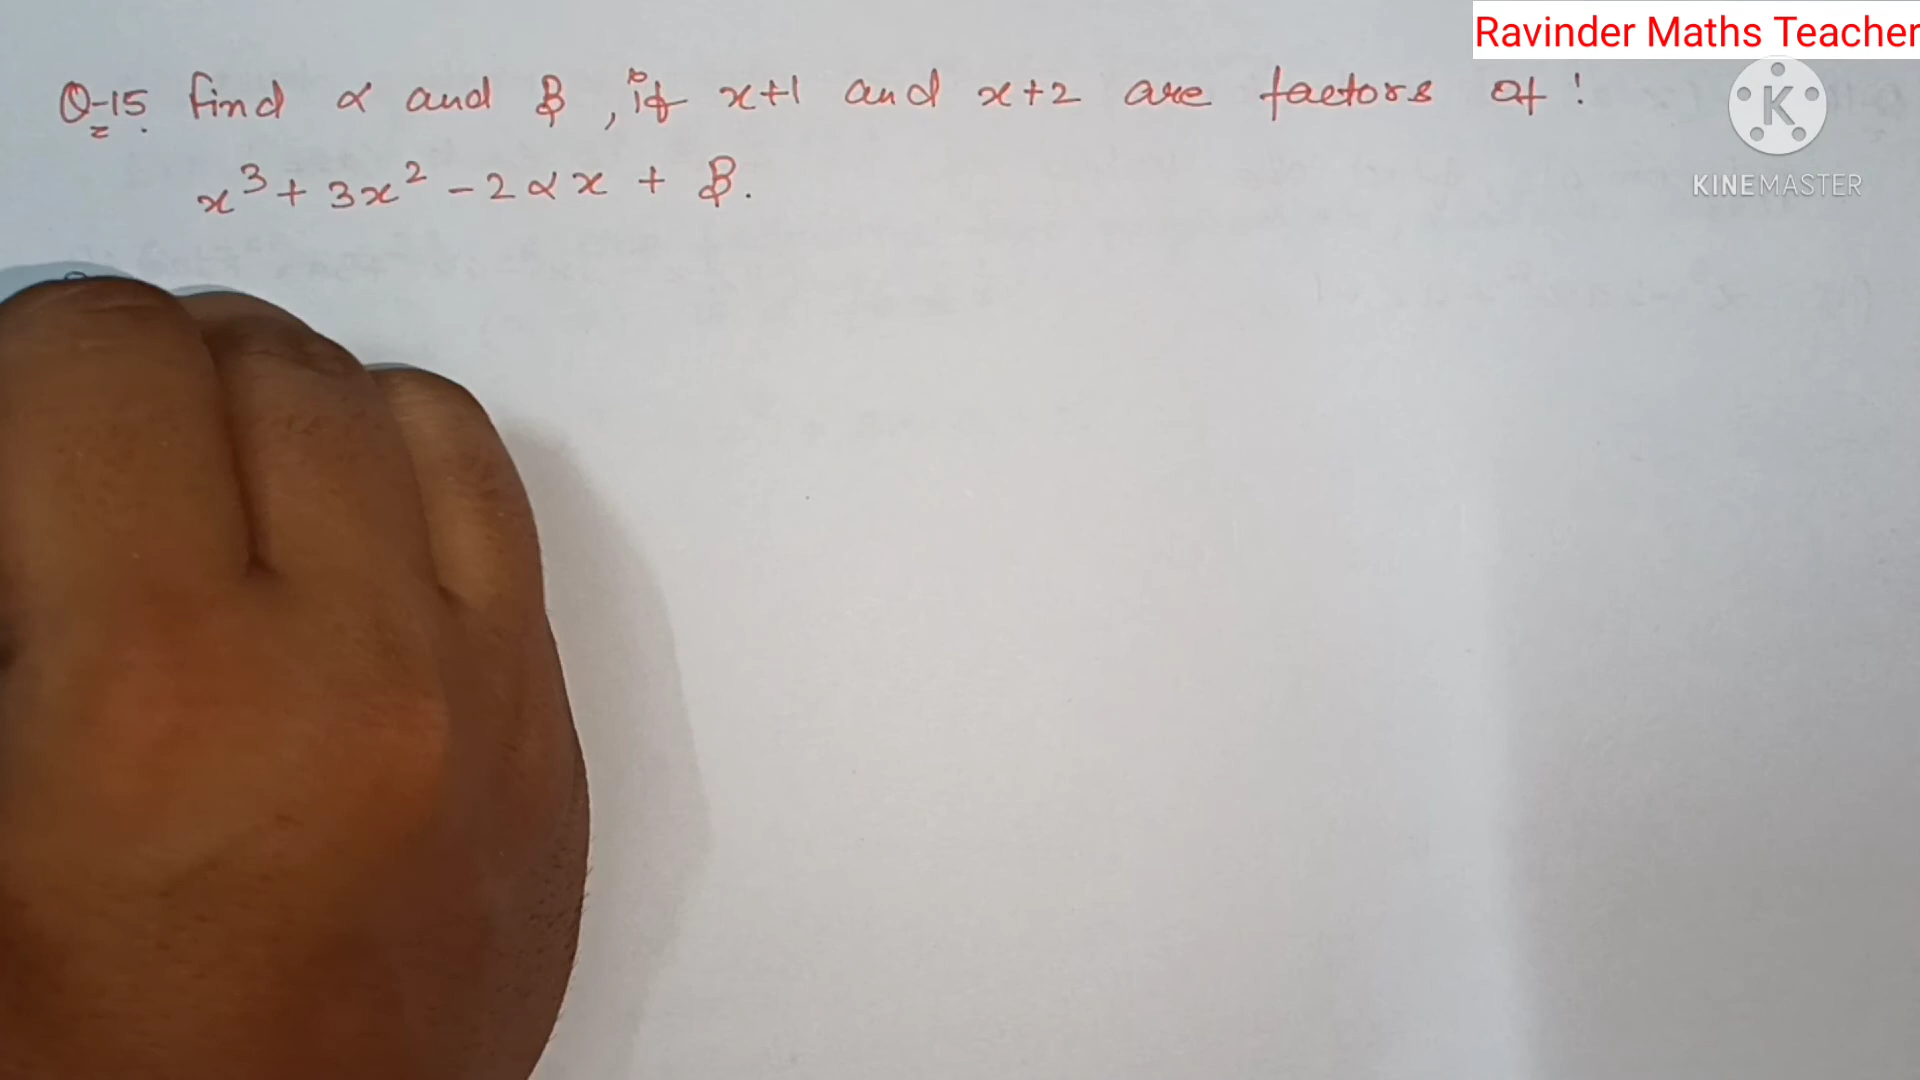 Ravinder Maths Teacher
Q-15. find α and β, if x+1 and x+2 are factors of :
x³ + 3x² - 2αx + β.
KINEMASTER